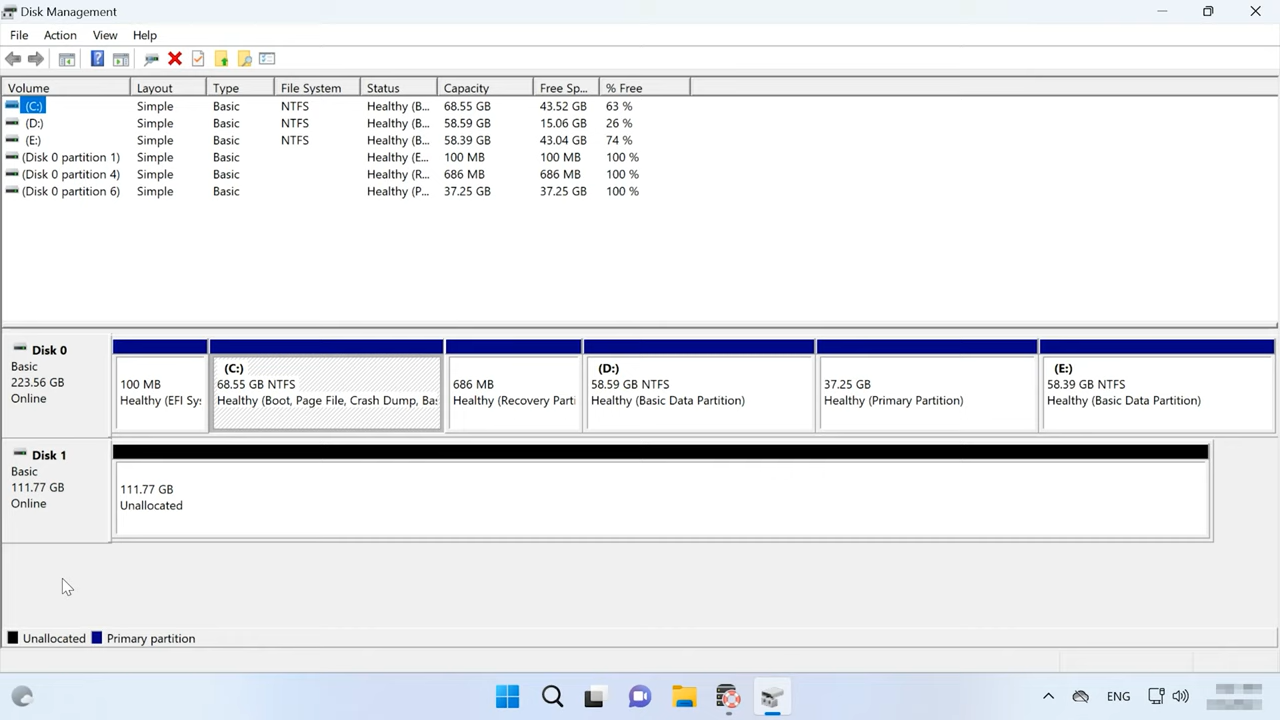 Disk Management
File Action View Help
Volume Layout Type File System Status Capacity Free Sp... % Free
(C:) Simple Basic NTFS Healthy (B... 68.55 GB 43.52 GB 63 %
(D:) Simple Basic NTFS Healthy (B... 58.59 GB 15.06 GB 26 %
(E:) Simple Basic NTFS Healthy (B... 58.39 GB 43.04 GB 74 %
(Disk 0 partition 1) Simple Basic Healthy (E... 100 MB 100 MB 100 %
(Disk 0 partition 4) Simple Basic Healthy (R... 686 MB 686 MB 100 %
(Disk 0 partition 6) Simple Basic Healthy (P... 37.25 GB 37.25 GB 100 %
Disk 0
Basic
223.56 GB
Online
100 MB
Healthy (EFI Sy:
(C:)
68.55 GB NTFS
Healthy (Boot, Page File, Crash Dump, Ba:
686 MB
Healthy (Recovery Parti
(D:)
58.59 GB NTFS
Healthy (Basic Data Partition)
37.25 GB
Healthy (Primary Partition)
(E:)
58.39 GB NTFS
Healthy (Basic Data Partition)
Disk 1
Basic
111.77 GB
Online
111.77 GB
Unallocated
Unallocated Primary partition
ENG